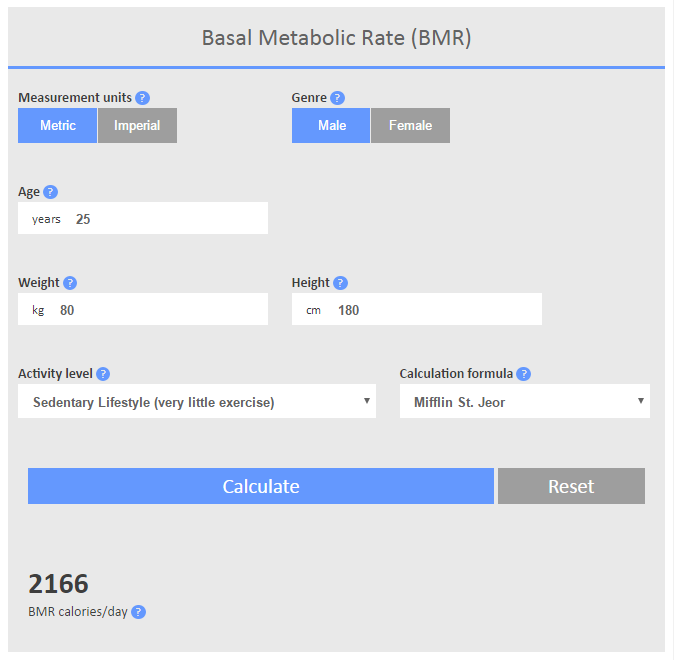 Basal Metabolic Rate (BMR)
Measurement units ? Genre ?
Metric Imperial Male Female
Age ?
years 25
Weight ? Height ?
kg 80 cm 180
Activity level ? Calculation formula ?
Sedentary Lifestyle (very little exercise) Mifflin St. Jeor
Calculate Reset
2166
BMR calories/day ?